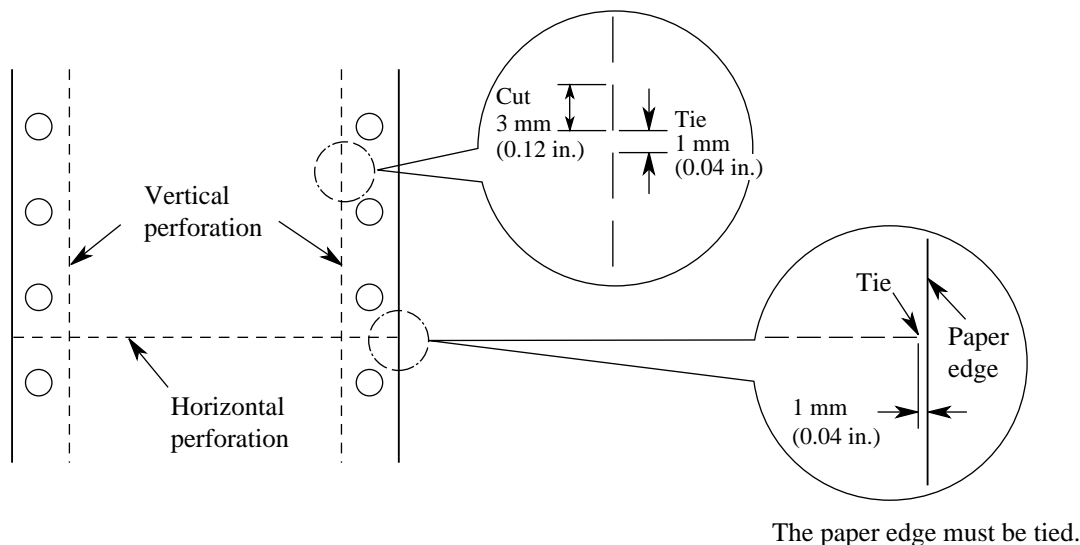 Cut
3 mm
(0.12 in.)
Tie
1 mm
(0.04 in.)
Vertical
perforation
Tie
Paper
edge
1 mm
(0.04 in.)
Horizontal
perforation
The paper edge must be tied.